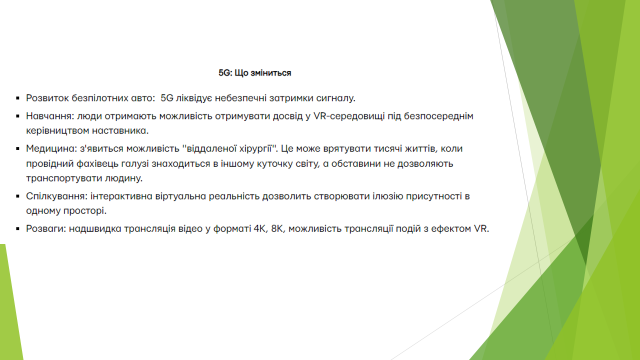 5G: Що зміниться
▪ Розвиток безпілотних авто:  5G ліквідує небезпечні затримки сигналу.
▪ Навчання: люди отримають можливість отримувати досвід у VR-середовищі під безпосереднім
керівництвом наставника.
▪ Медицина: з'явиться можливість "віддаленої хірургії". Це може врятувати тисячі життів, коли
провідний фахівець галузі знаходиться в іншому куточку світу, а обставини не дозволяють
транспортувати людину.
▪ Спілкування: інтерактивна віртуальна реальність дозволить створювати ілюзію присутності в
одному просторі.
▪ Розваги: надшвидка трансляція відео у форматі 4K, 8K, можливість трансляції подій з ефектом VR.